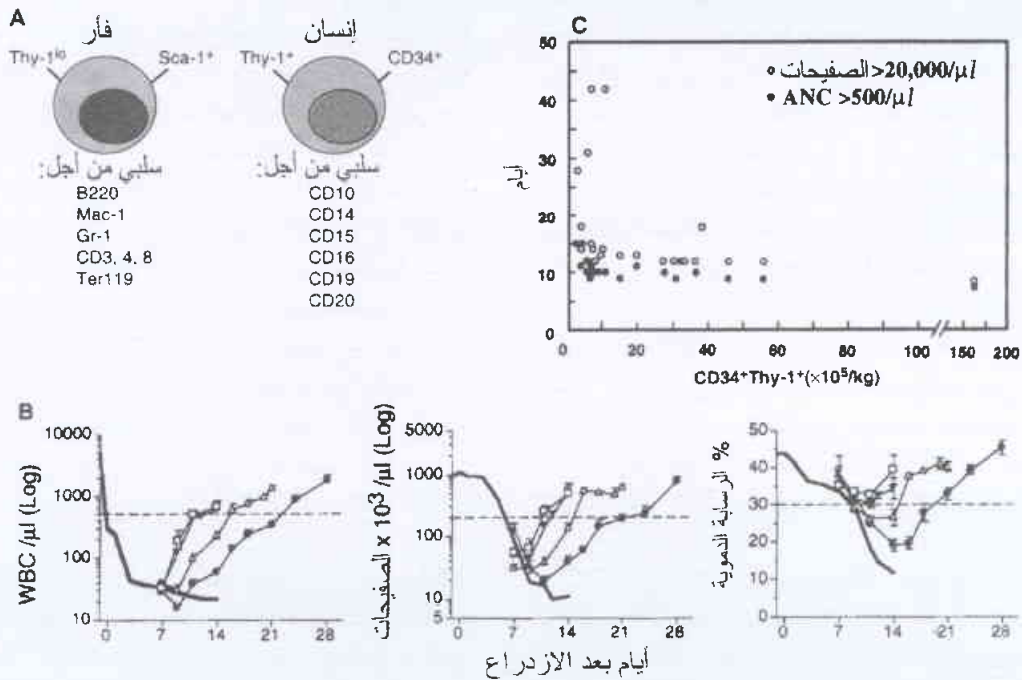 A
فأر
Thy-1lo
Sca-1+
سلبي من أجل:
B220
Mac-1
Gr-1
CD3, 4, 8
Ter119
إنسان
Thy-1+
CD34+
سلبي من أجل:
CD10
CD14
CD15
CD16
CD19
CD20
C
50
40
30
20
10
0
أيام
الصفيحات >20,000/μl
ANC >500/μl
0 20 40 60 80 100 150 200
CD34+Thy-1+(×10⁵/kg)
B
10000
1000
100
10
WBC /μl (Log)
0 7 14 21 28
5000
1000
100
10
5
الصفيحات x 10³ /μl (Log)
0 7 14 21 28
50
40
30
20
10
0
الرسابة الدموية %
0 7 14 21 28
أيام بعد الازدراع